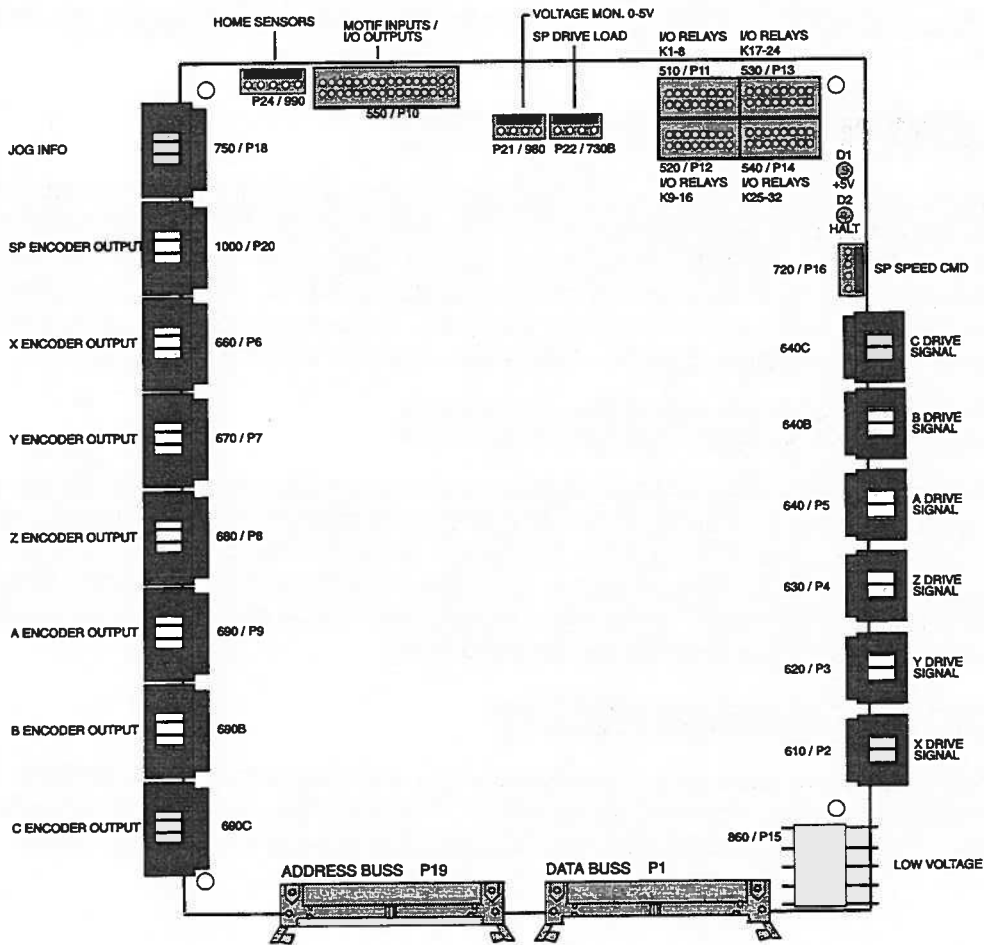 HOME SENSORS
MOTIF INPUTS /
I/O OUTPUTS
VOLTAGE MON. 0-5V
SP DRIVE LOAD
I/O RELAYS
K1-8
I/O RELAYS
K17-24
510 / P11
530 / P13
P24 / 990
550 / P10
P21 / 980
P22 / 730B
520 / P12
I/O RELAYS
K9-16
540 / P14
I/O RELAYS
K25-32
D1
+5V
D2
HALT
JOG INFO
750 / P18
SP ENCODER OUTPUT
1000 / P20
720 / P16
SP SPEED CMD
X ENCODER OUTPUT
660 / P6
640C
C DRIVE
SIGNAL
Y ENCODER OUTPUT
670 / P7
640B
B DRIVE
SIGNAL
Z ENCODER OUTPUT
680 / P8
640 / P5
A DRIVE
SIGNAL
630 / P4
Z DRIVE
SIGNAL
A ENCODER OUTPUT
690 / P9
620 / P3
Y DRIVE
SIGNAL
B ENCODER OUTPUT
690B
610 / P2
X DRIVE
SIGNAL
C ENCODER OUTPUT
690C
860 / P15
LOW VOLTAGE
ADDRESS BUSS P19
DATA BUSS P1